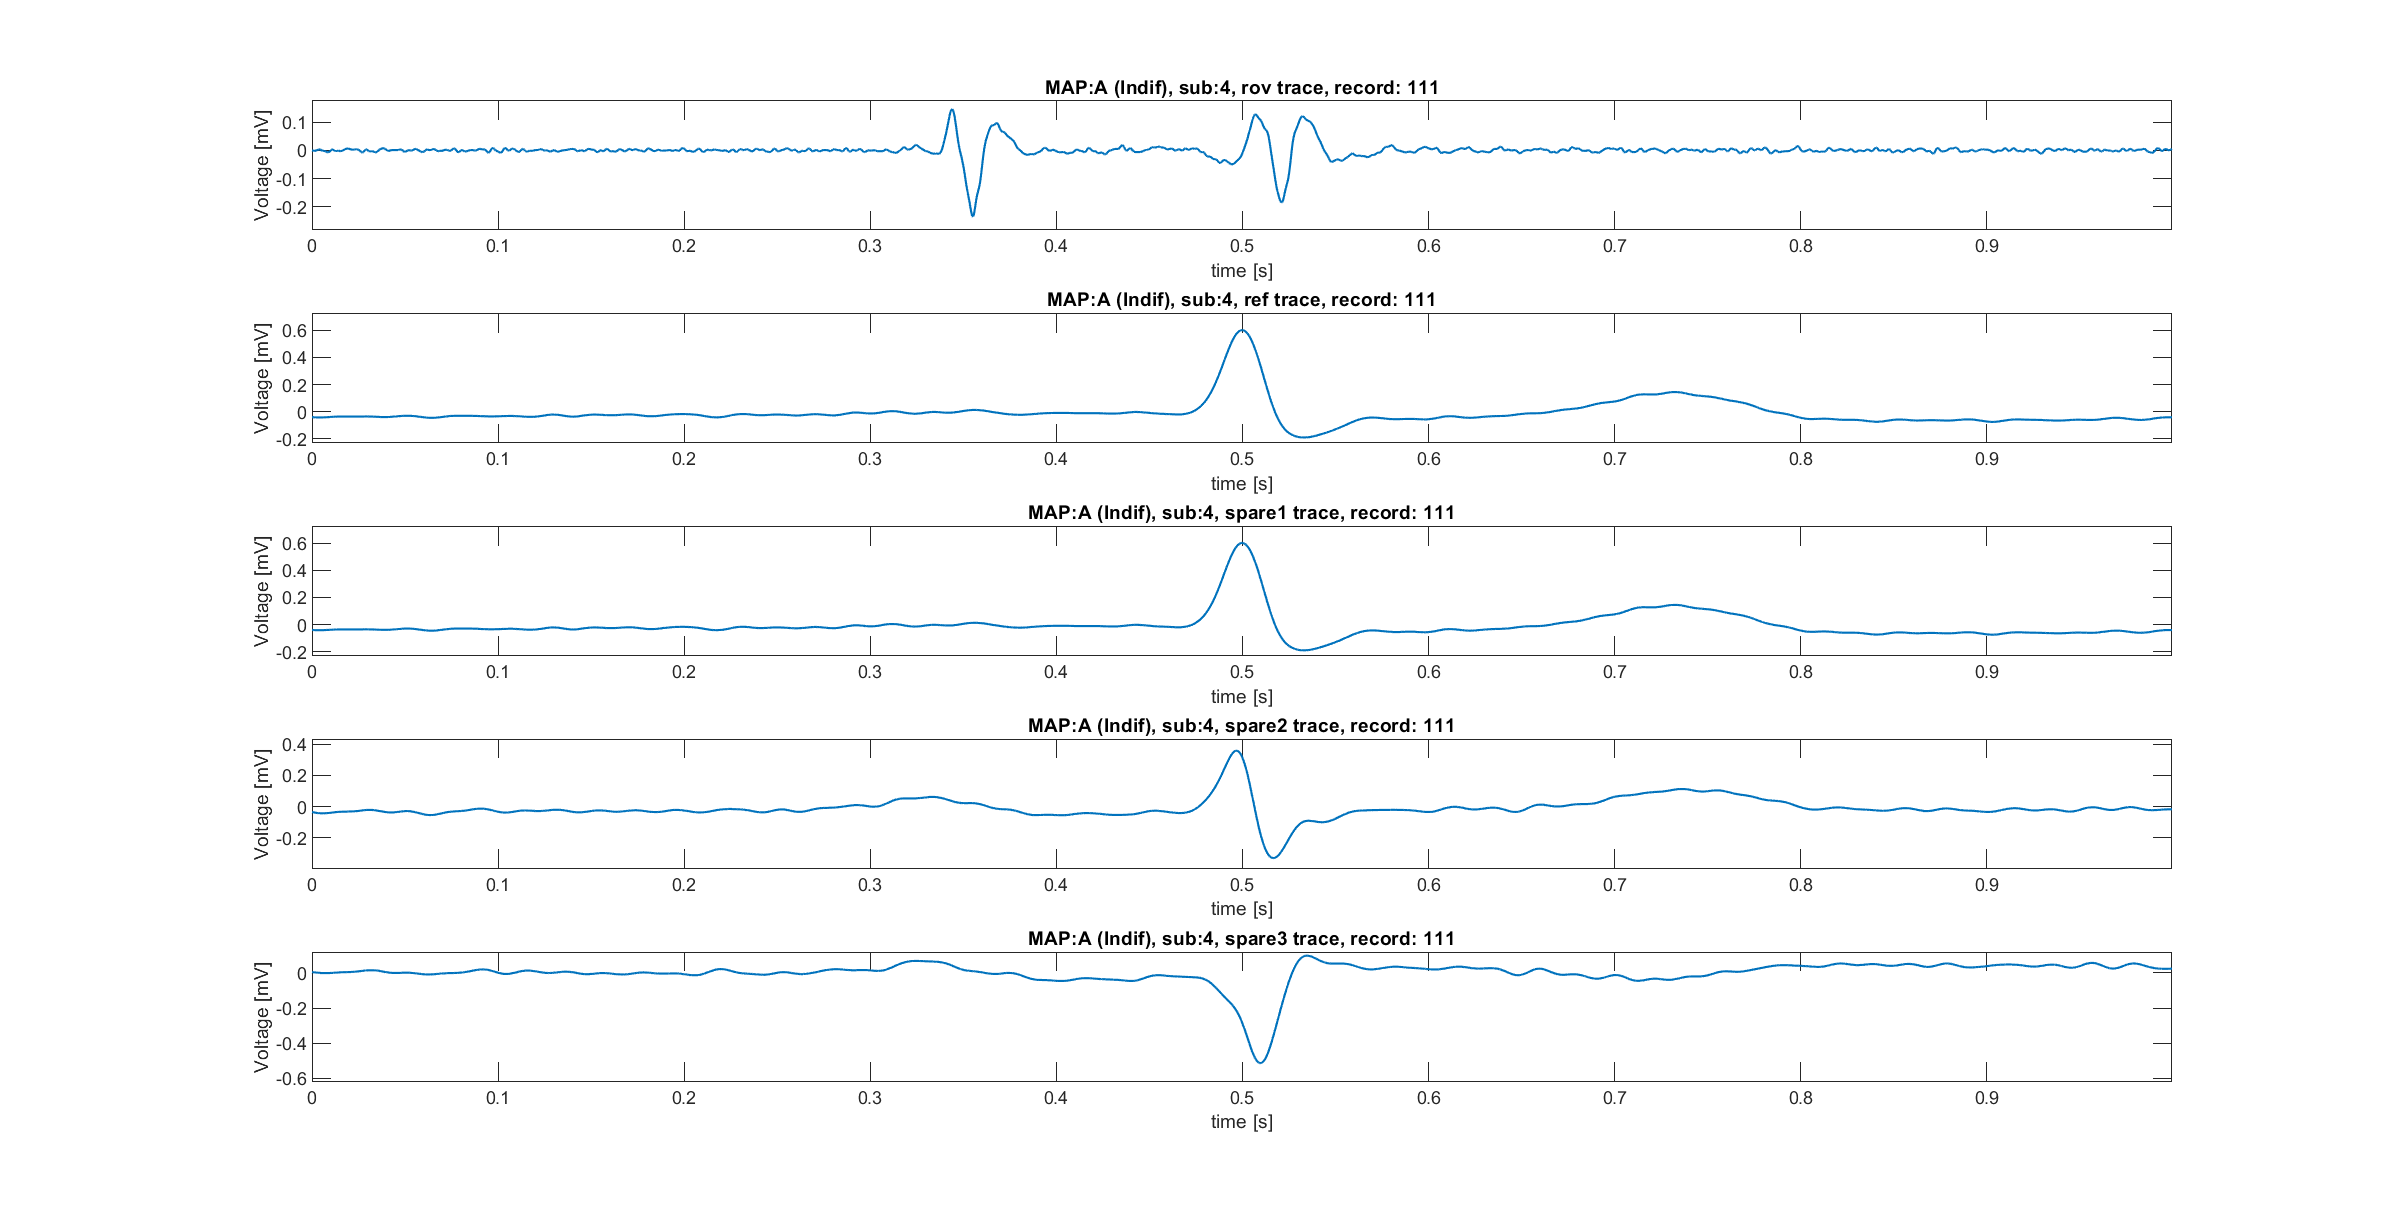 MAP:A (Indif), sub:4, rov trace, record: 111
Voltage [mV]
0.1
0
-0.1
-0.2
0 0.1 0.2 0.3 0.4 0.5 0.6 0.7 0.8 0.9
time [s]
MAP:A (Indif), sub:4, ref trace, record: 111
Voltage [mV]
0.6
0.4
0.2
0
-0.2
0 0.1 0.2 0.3 0.4 0.5 0.6 0.7 0.8 0.9
time [s]
MAP:A (Indif), sub:4, spare1 trace, record: 111
Voltage [mV]
0.6
0.4
0.2
0
-0.2
0 0.1 0.2 0.3 0.4 0.5 0.6 0.7 0.8 0.9
time [s]
MAP:A (Indif), sub:4, spare2 trace, record: 111
Voltage [mV]
0.4
0.2
0
-0.2
0 0.1 0.2 0.3 0.4 0.5 0.6 0.7 0.8 0.9
time [s]
MAP:A (Indif), sub:4, spare3 trace, record: 111
Voltage [mV]
0
-0.2
-0.4
-0.6
0 0.1 0.2 0.3 0.4 0.5 0.6 0.7 0.8 0.9
time [s]